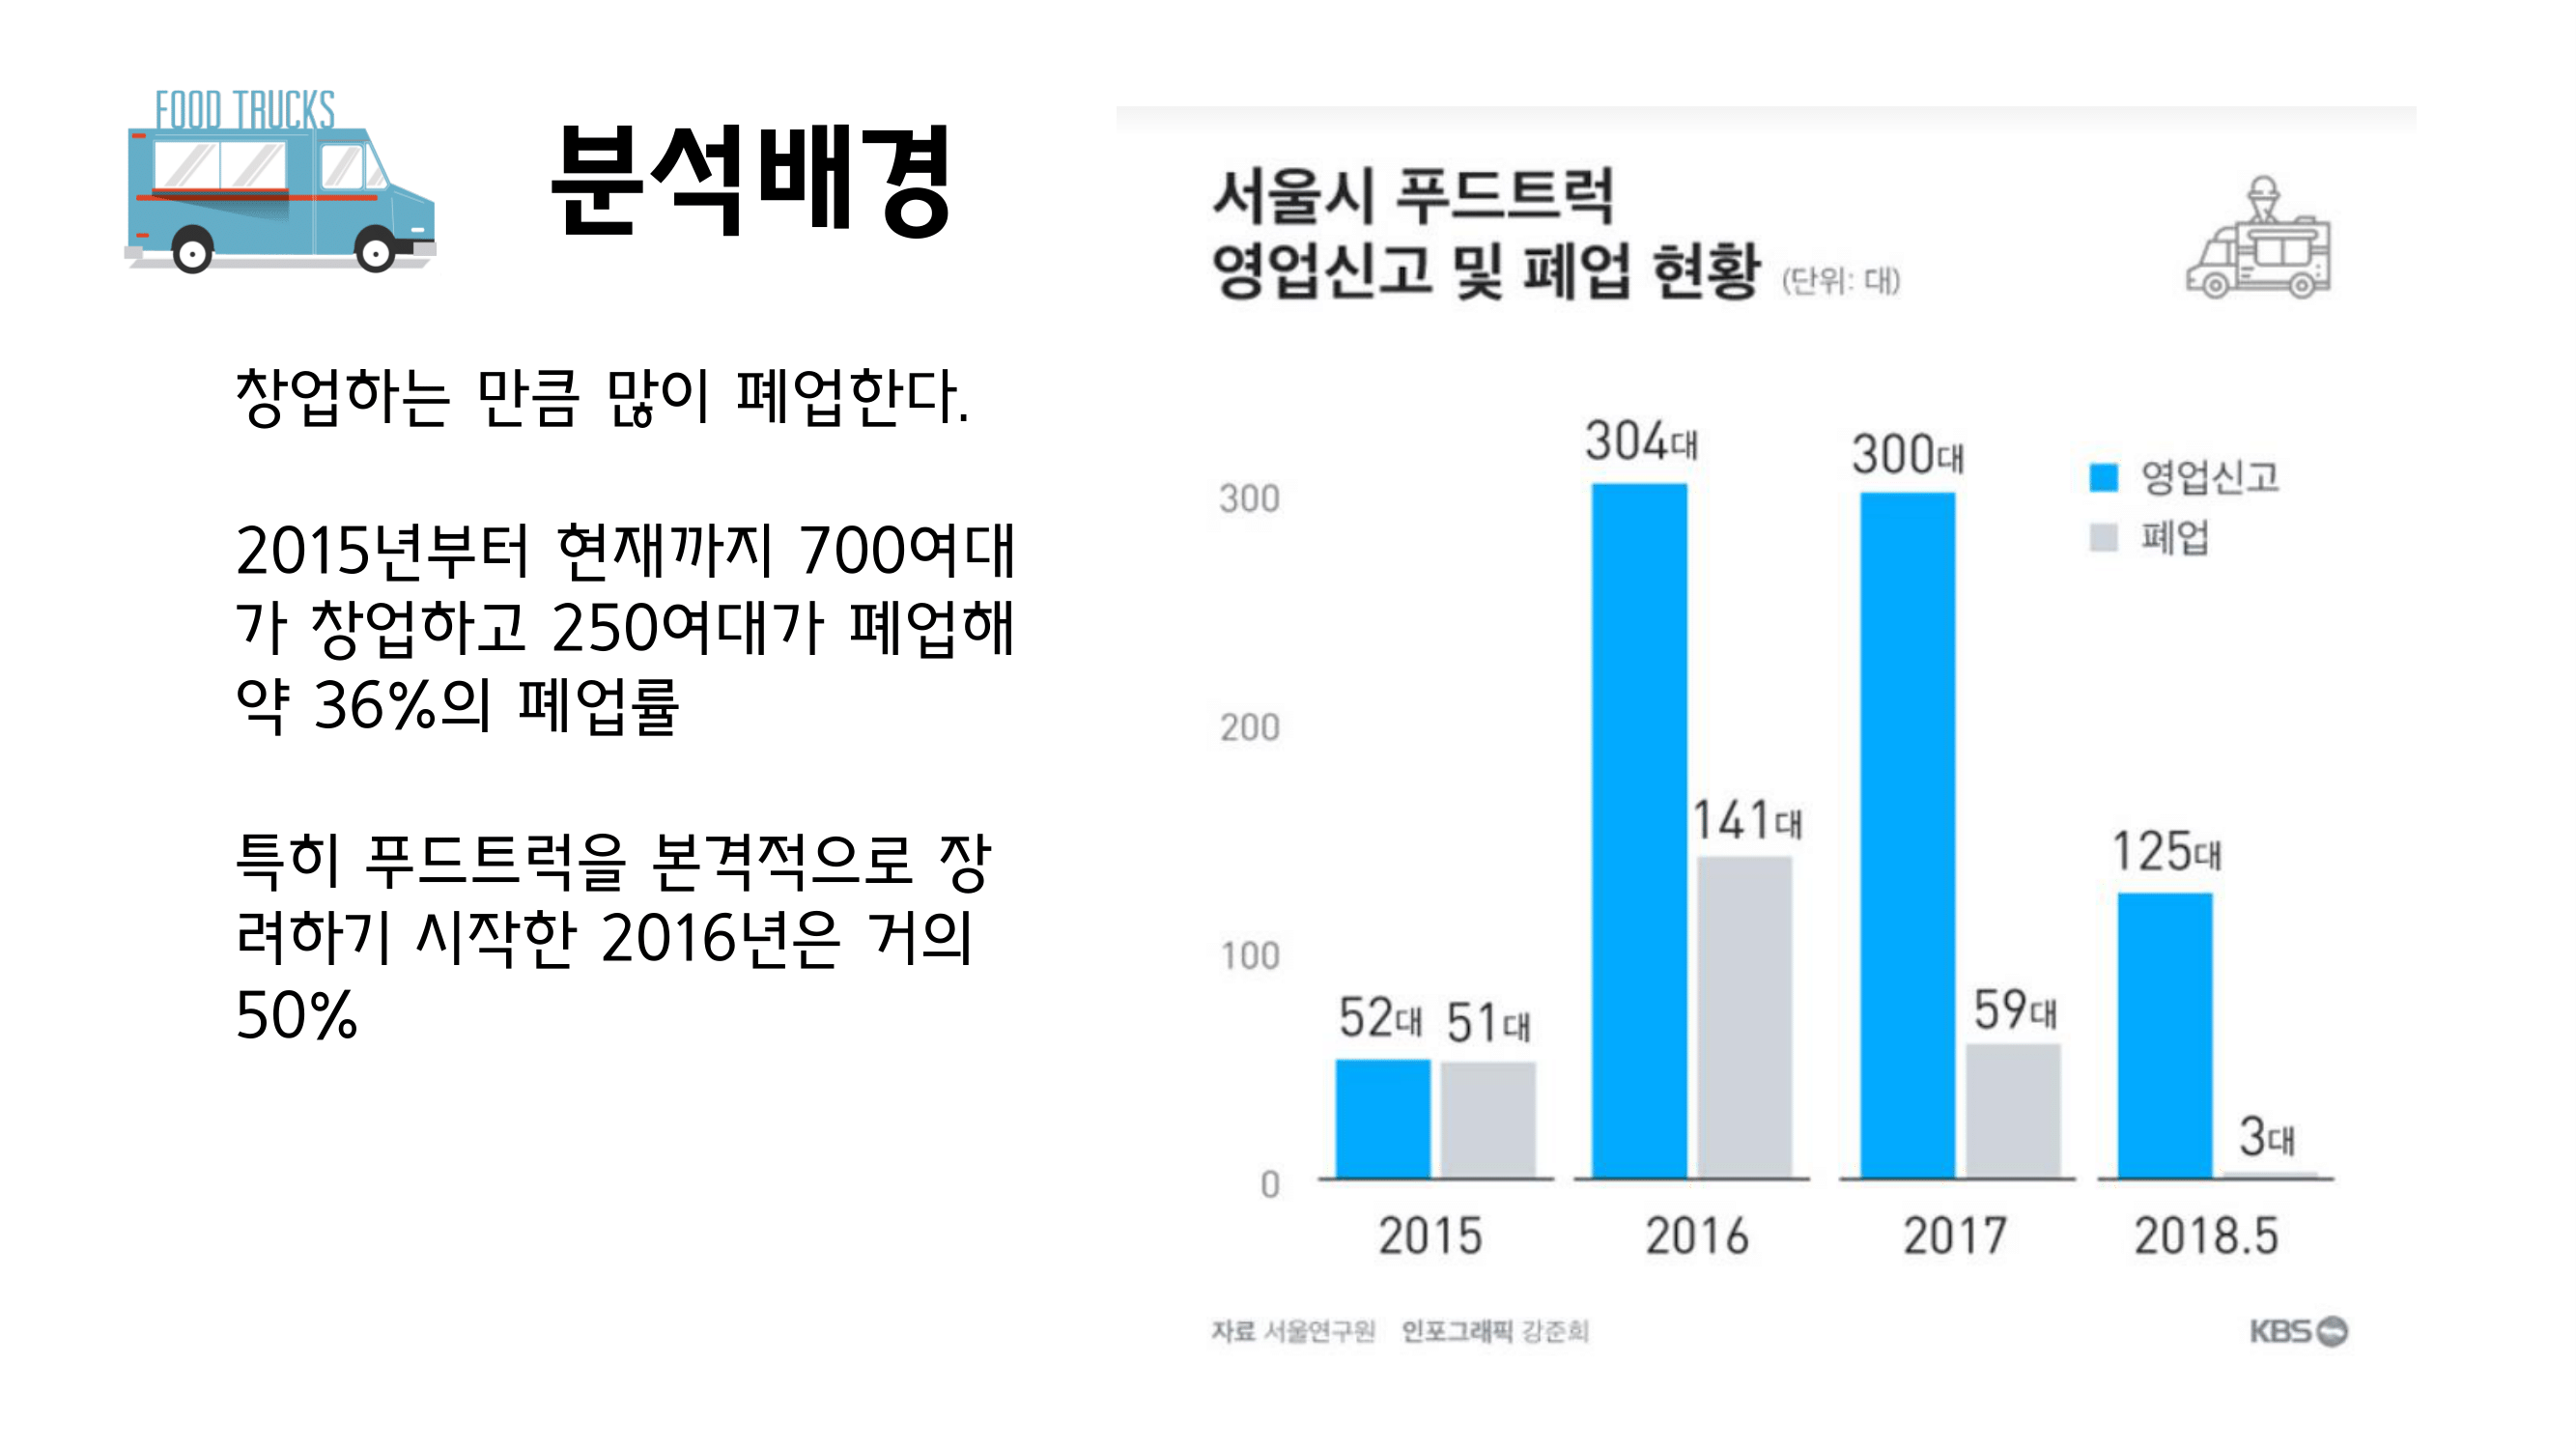 FOOD TRUCKS
분석배경
창업하는 만큼 많이 폐업한다.
2015년부터 현재까지 700여대
가 창업하고 250여대가 폐업해
약 36%의 폐업률
특히 푸드트럭을 본격적으로 장
려하기 시작한 2016년은 거의
50%
서울시 푸드트럭
영업신고 및 폐업 현황 (단위: 대)
영업신고
폐업
300
200
100
0
52대 51대
304대
141대
300대
59대
125대
3대
2015 2016 2017 2018.5
자료 서울연구원 인포그래픽 강준희
KBS